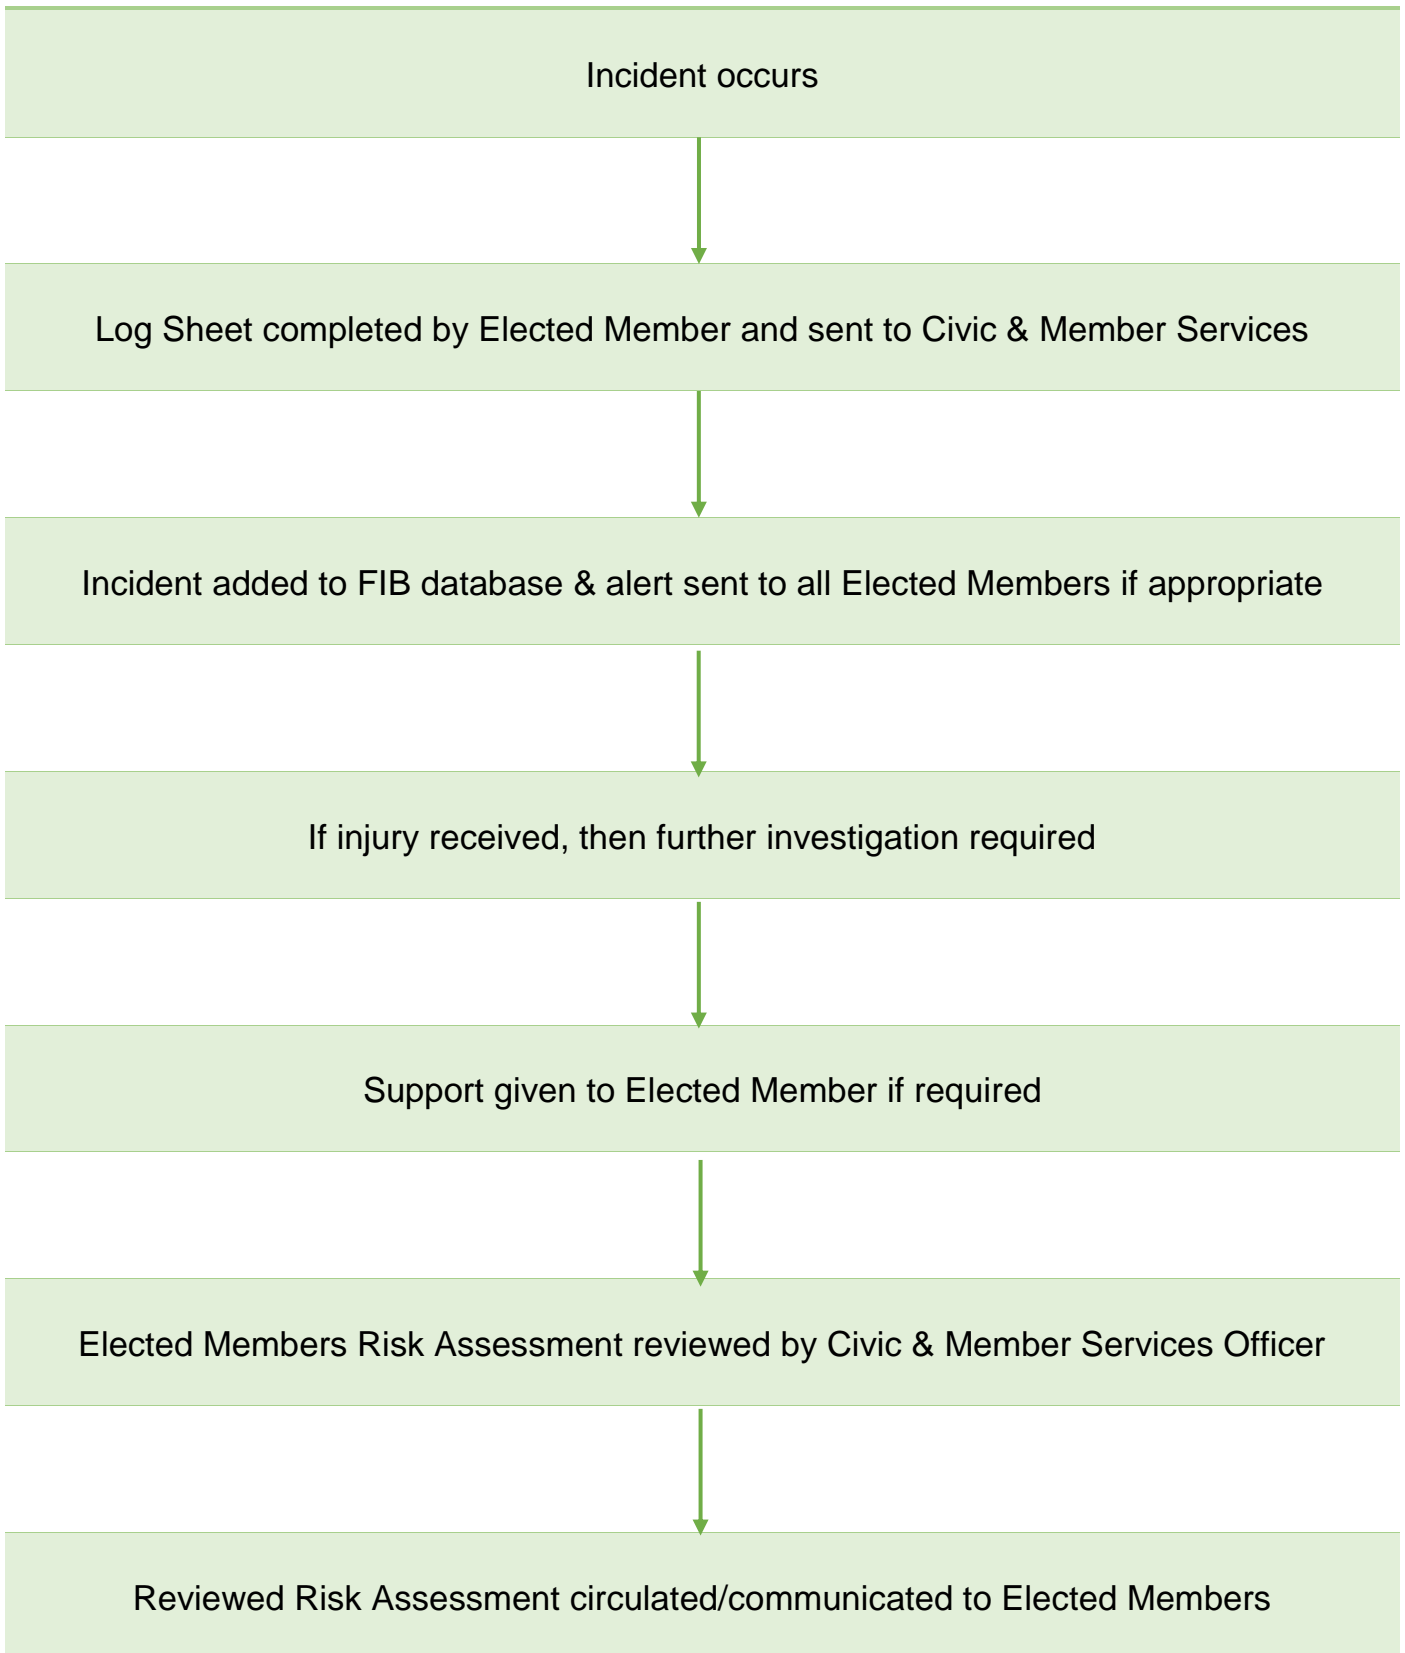 Incident occurs
Log Sheet completed by Elected Member and sent to Civic & Member Services
Incident added to FIB database & alert sent to all Elected Members if appropriate
If injury received, then further investigation required
Support given to Elected Member if required
Elected Members Risk Assessment reviewed by Civic & Member Services Officer
Reviewed Risk Assessment circulated/communicated to Elected Members